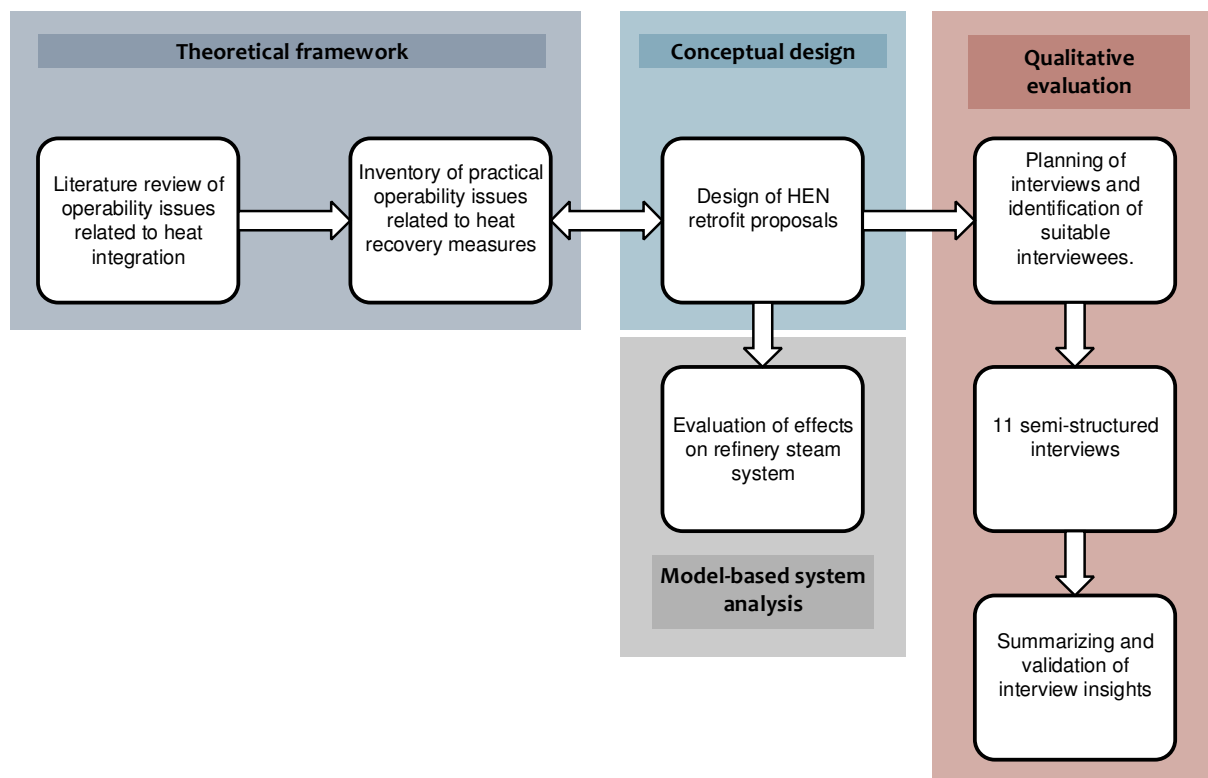 Theoretical framework
Literature review of
operability issues
related to heat
integration
Inventory of practical
operability issues
related to heat
recovery measures
Conceptual design
Design of HEN
retrofit proposals
Evaluation of effects
on refinery steam
system
Model-based system
analysis
Qualitative
evaluation
Planning of
interviews and
identification of
suitable
interviewees.
11 semi-structured
interviews
Summarizing and
validation of
interview insights